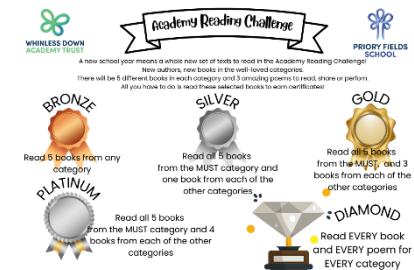 WHINLESS DOWN
ACADEMY TRUST
Academy Reading Challenge
PRIORY FIELDS
SCHOOL
A new school year means a whole new set of texts to read in the Academy Reading Challenge!
New authors, new books in the well-loved categories.
There will be 5 different books in each category and 3 amazing poems to read, share or perform.
All you have to do is read these selected books to earn certificates!
BRONZE
Read 5 books from any
category
SILVER
Read all 5 books
from the MUST category and
one book from each of the
other categories
GOLD
Read all 5 books
from the MUST and 3
books from each of the
other categories
PLATINUM
Read all 5 books
from the MUST category and 4
books from each of the other
categories
DIAMOND
Read EVERY book
and EVERY poem for
EVERY category